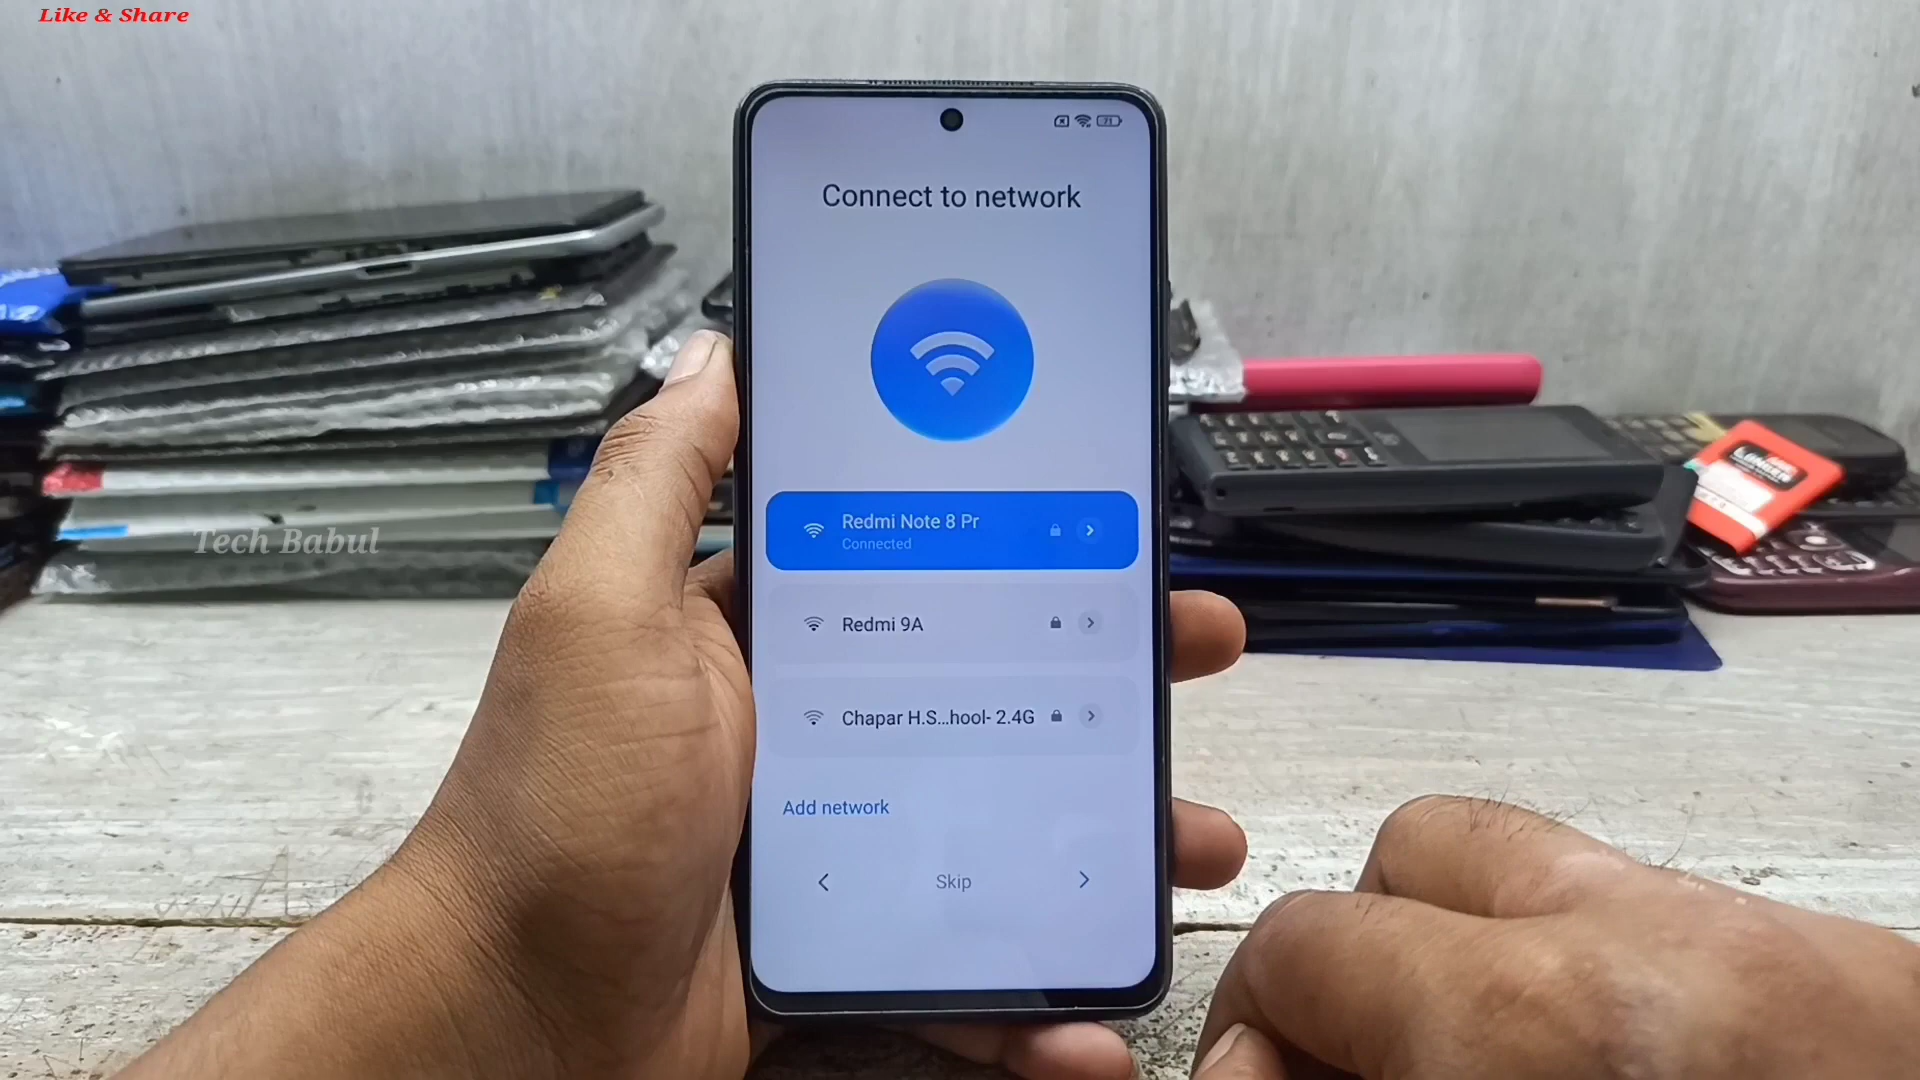 Like & Share
71
Connect to network
Redmi Note 8 Pr
Connected
Redmi 9A
Chapar H.S...hool- 2.4G
Add network
Skip
Tech Babul